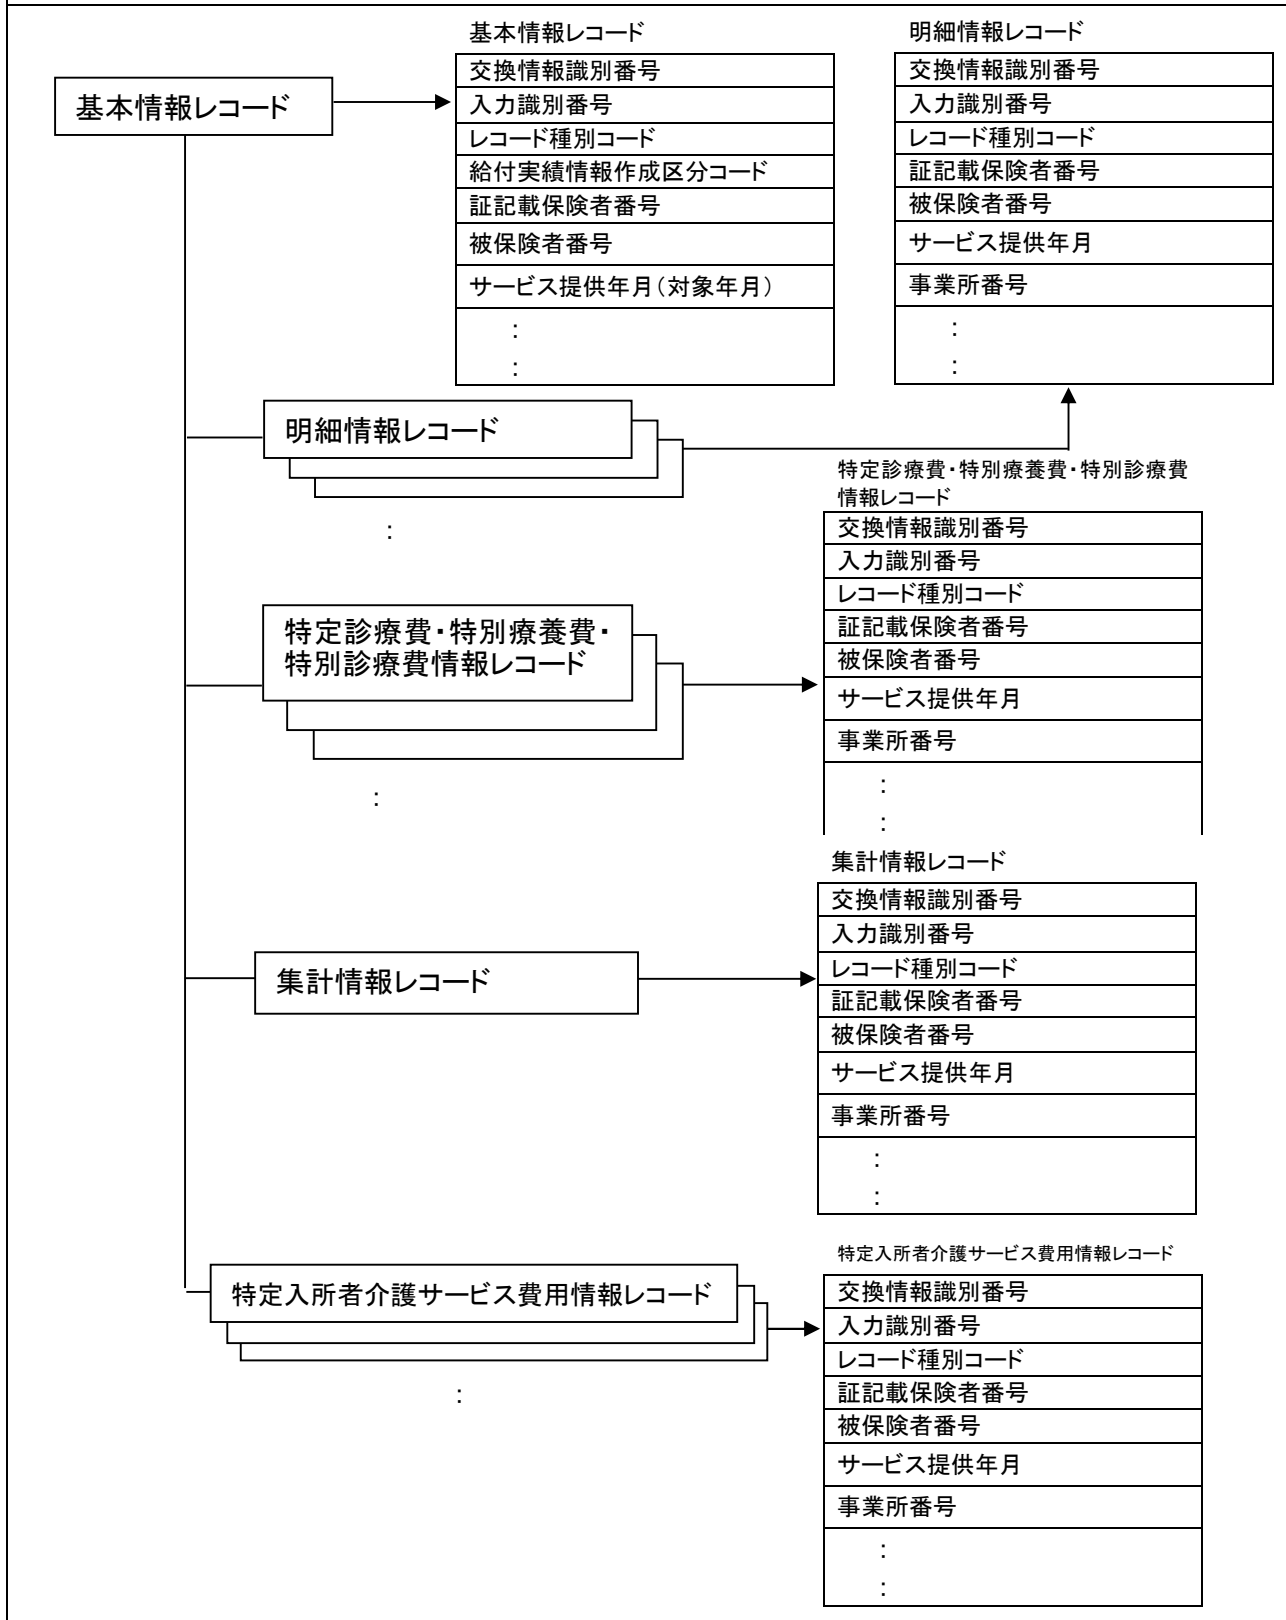 基本情報レコード
基本情報レコード
交換情報識別番号
入力識別番号
レコード種別コード
給付実績情報作成区分コード
証記載保険者番号
被保険者番号
サービス提供年月(対象年月)
:
:
明細情報レコード
交換情報識別番号
入力識別番号
レコード種別コード
証記載保険者番号
被保険者番号
サービス提供年月
事業所番号
:
:
明細情報レコード
:
特定診療費・特別療養費・特別診療費
情報レコード
交換情報識別番号
入力識別番号
レコード種別コード
証記載保険者番号
被保険者番号
サービス提供年月
事業所番号
:
:
特定診療費・特別療養費・
特別診療費情報レコード
:
集計情報レコード
交換情報識別番号
入力識別番号
レコード種別コード
証記載保険者番号
被保険者番号
サービス提供年月
事業所番号
:
:
集計情報レコード
特定入所者介護サービス費用情報レコード
交換情報識別番号
入力識別番号
レコード種別コード
証記載保険者番号
被保険者番号
サービス提供年月
事業所番号
:
:
特定入所者介護サービス費用情報レコード
: